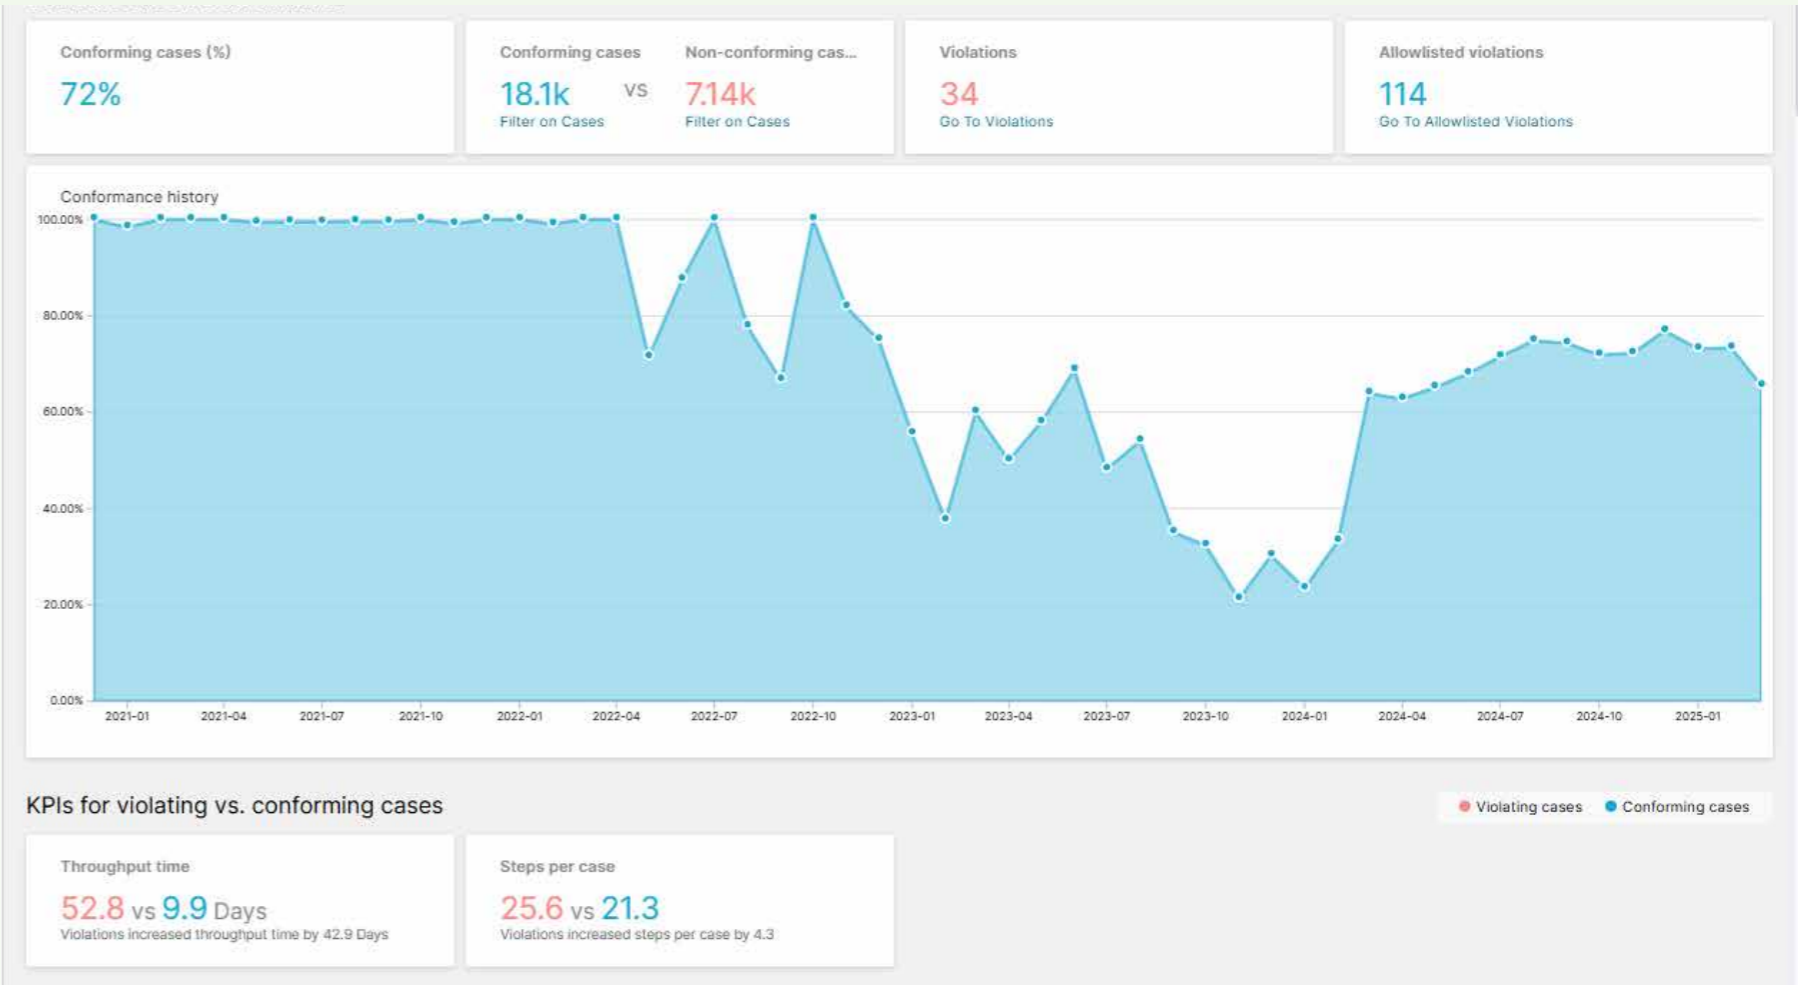 Conforming cases (%)
72%
Conforming cases
18.1k
Filter on Cases
VS
Non-conforming cas...
7.14k
Filter on Cases
Violations
34
Go To Violations
Allowlisted violations
114
Go To Allowlisted Violations
Conformance history
100.00%
80.00%
60.00%
40.00%
20.00%
0.00%
2021-01 2021-04 2021-07 2021-10 2022-01 2022-04 2022-07 2022-10 2023-01 2023-04 2023-07 2023-10 2024-01 2024-04 2024-07 2024-10 2025-01
KPIs for violating vs. conforming cases
Violating cases Conforming cases
Throughput time
52.8 vs 9.9 Days
Violations increased throughput time by 42.9 Days
Steps per case
25.6 vs 21.3
Violations increased steps per case by 4.3